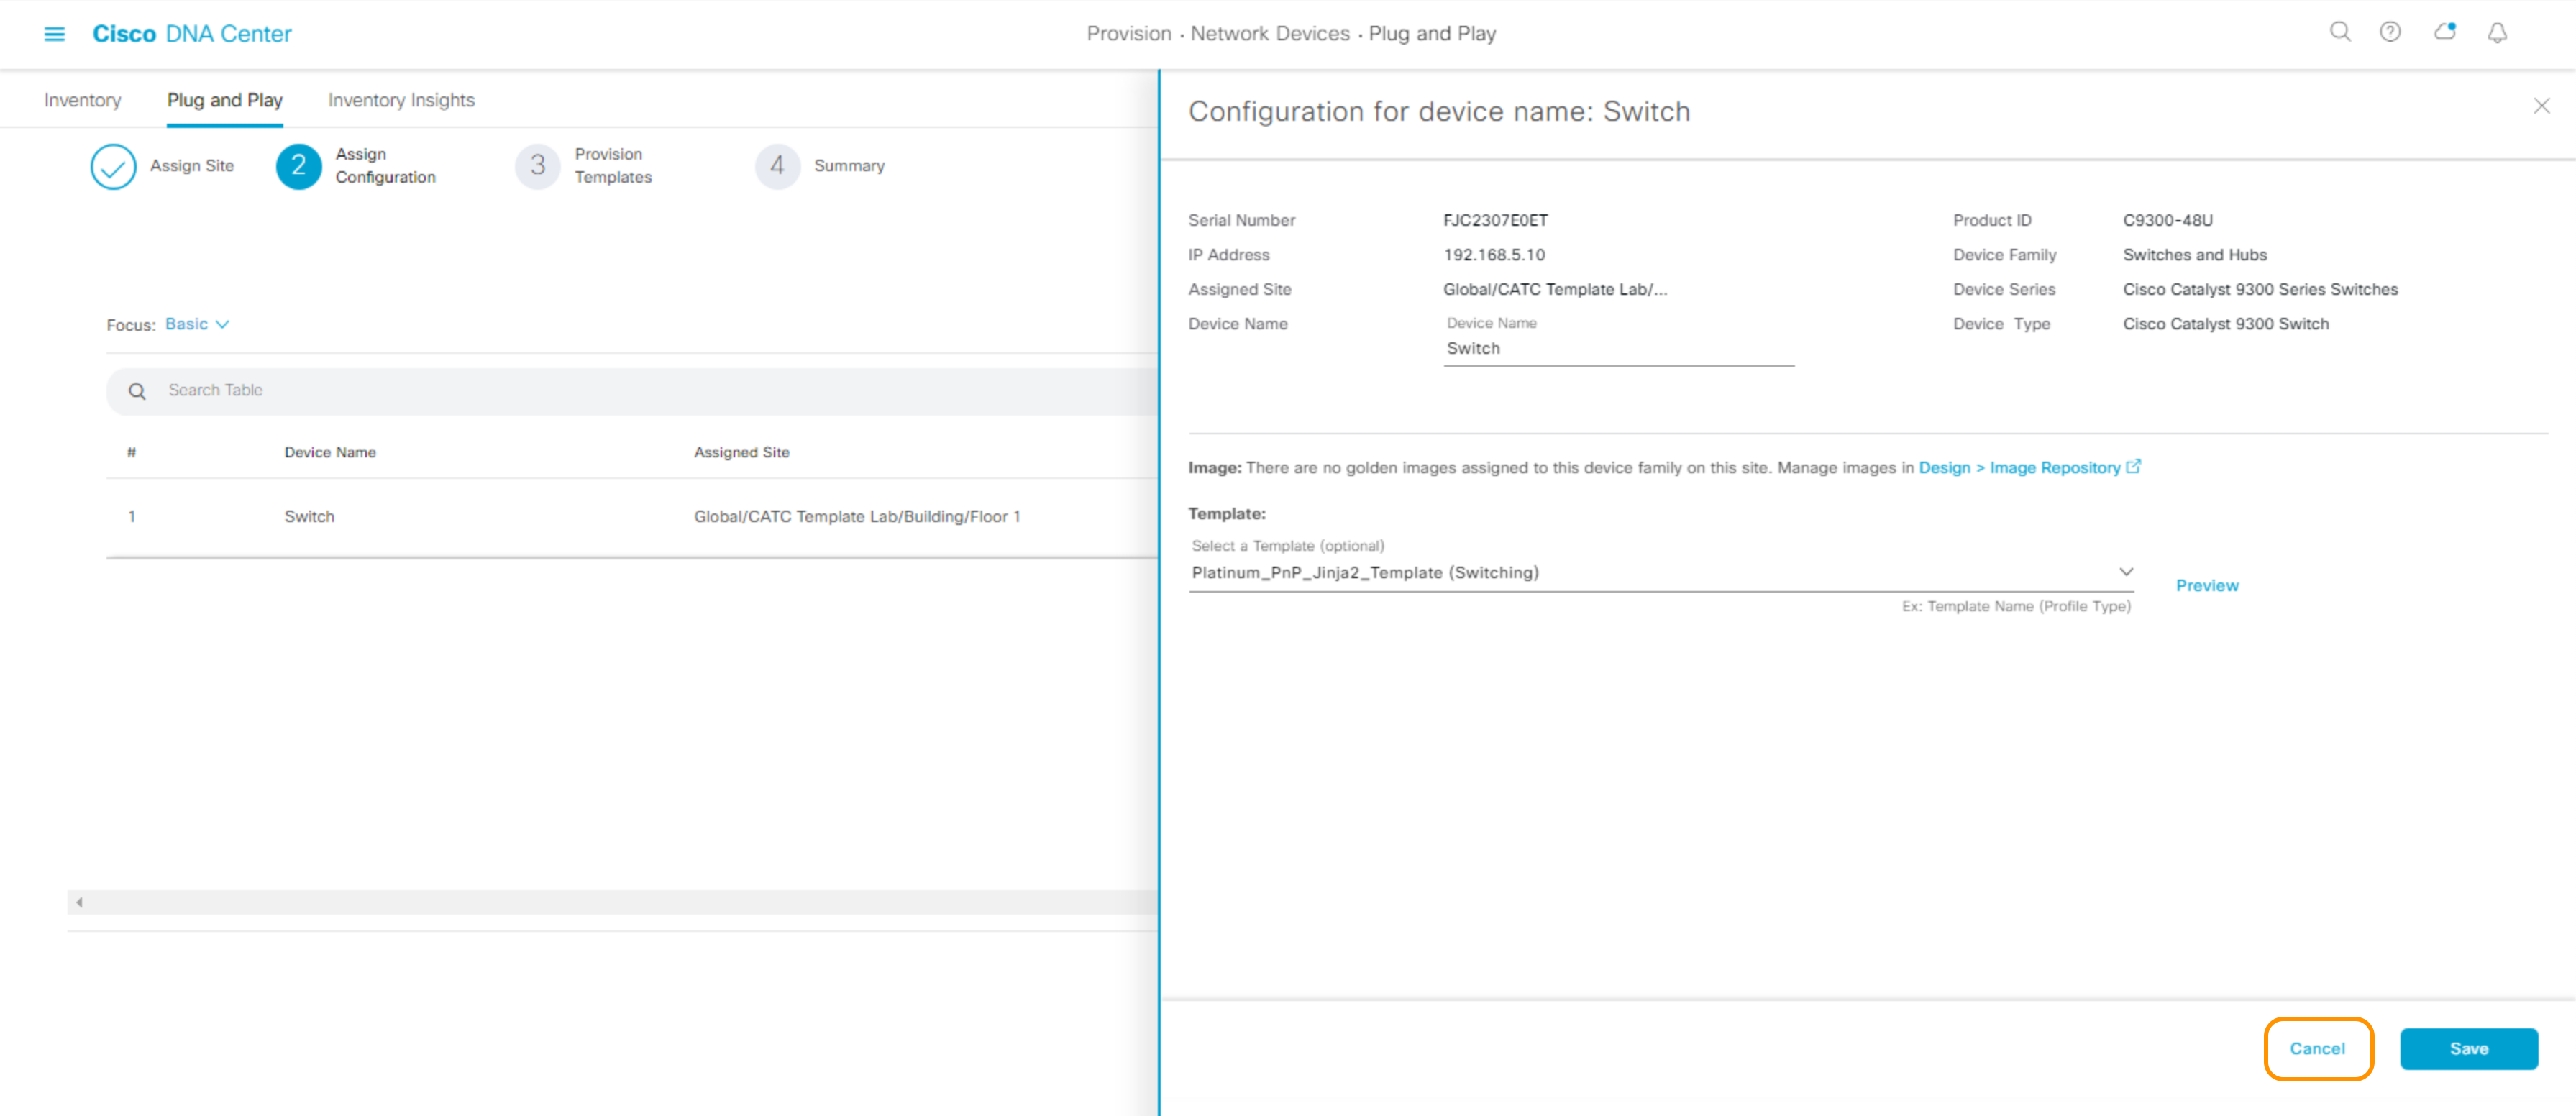 Cisco DNA Center
Provision · Network Devices · Plug and Play
Inventory
Plug and Play
Inventory Insights
Assign Site
2
Assign
Configuration
3
Provision
Templates
4
Summary
Focus: Basic
Search Table
#
Device Name
Assigned Site
1
Switch
Global/CATC Template Lab/Building/Floor 1
Configuration for device name: Switch
Serial Number
FJC2307E0ET
Product ID
C9300-48U
IP Address
192.168.5.10
Device Family
Switches and Hubs
Assigned Site
Global/CATC Template Lab/...
Device Series
Cisco Catalyst 9300 Series Switches
Device Name
Device Name
Switch
Device Type
Cisco Catalyst 9300 Switch
Image: There are no golden images assigned to this device family on this site. Manage images in Design > Image Repository
Template:
Select a Template (optional)
Platinum_PnP_Jinja2_Template (Switching)
Preview
Ex: Template Name (Profile Type)
Cancel
Save